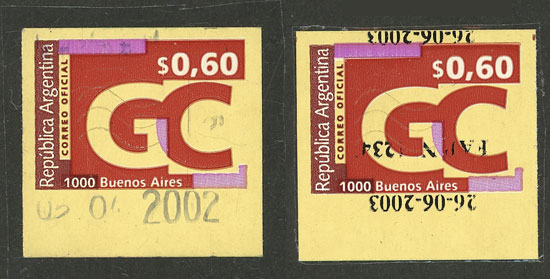 República Argentina
CORREO OFICIAL
$0,60
GC
1000 Buenos Aires
2002
26-06-2003
República Argentina
CORREO OFICIAL
$0,60
GC
1000 Buenos Aires
26-06-2003